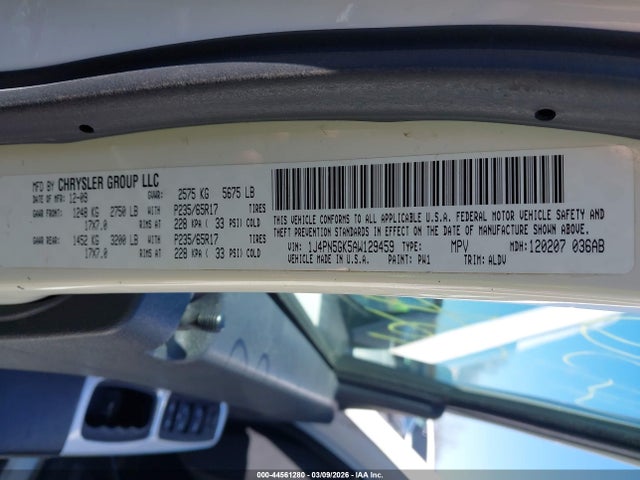 MFD BY CHRYSLER GROUP LLC
DATE OF MFR: 12-09 GVWR: 2575 KG 5675 LB
GAWR FRONT: 1248 KG 2750 LB WITH P235/65R17 TIRES
17X7.0 RIMS AT 228 KPA ( 33 PSI) COLD
GAWR REAR: 1452 KG 3200 LB WITH P235/65R17 TIRES
17X7.0 RIMS AT 228 KPA ( 33 PSI) COLD
THIS VEHICLE CONFORMS TO ALL APPLICABLE U.S.A. FEDERAL MOTOR VEHICLE SAFETY AND
THEFT PREVENTION STANDARDS IN EFFECT ON THE DATE OF MANUFACTURE SHOWN ABOVE.
VIN: 1J4PN5GK5AW129459 TYPE: MPV MDH: 120207 036AB
VEHICLE MADE IN U.S.A. PAINT: PW1 TRIM: ALDV
000-44561280 | 03/09/2026 | IAA Inc.